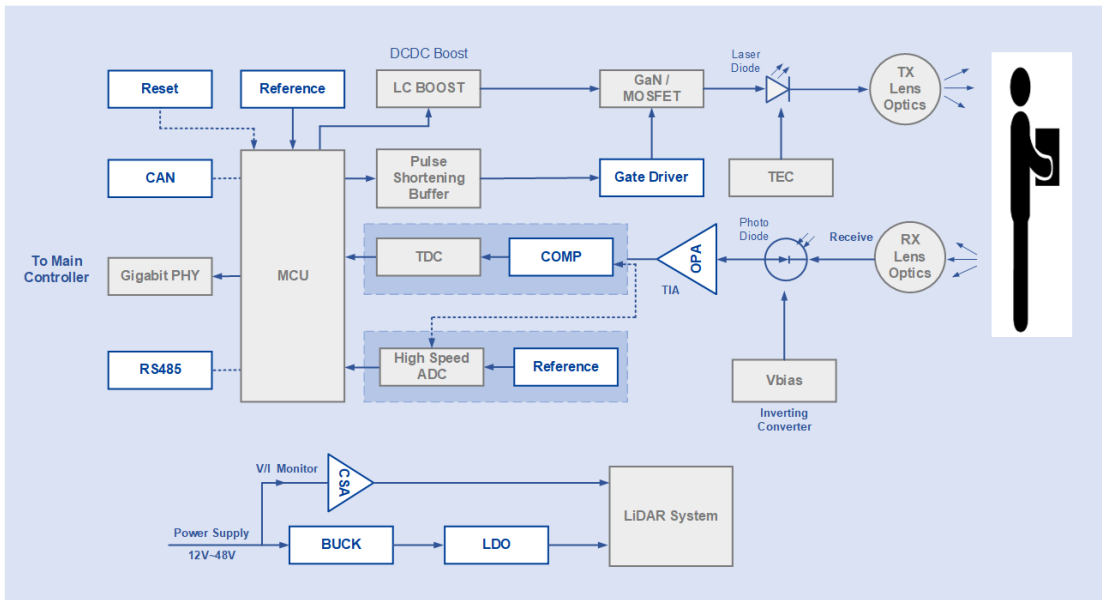 DCDC Boost
Reset
Reference
LC BOOST
GaN /
MOSFET
Laser
Diode
TX
Lens
Optics
CAN
Pulse
Shortening
Buffer
Gate Driver
TEC
To Main
Controller
Gigabit PHY
MCU
TDC
COMP
OPA
TIA
Photo
Diode
Receive
RX
Lens
Optics
RS485
High Speed
ADC
Reference
Vbias
Inverting
Converter
V/I Monitor
CSA
LiDAR System
Power Supply
12V~48V
BUCK
LDO